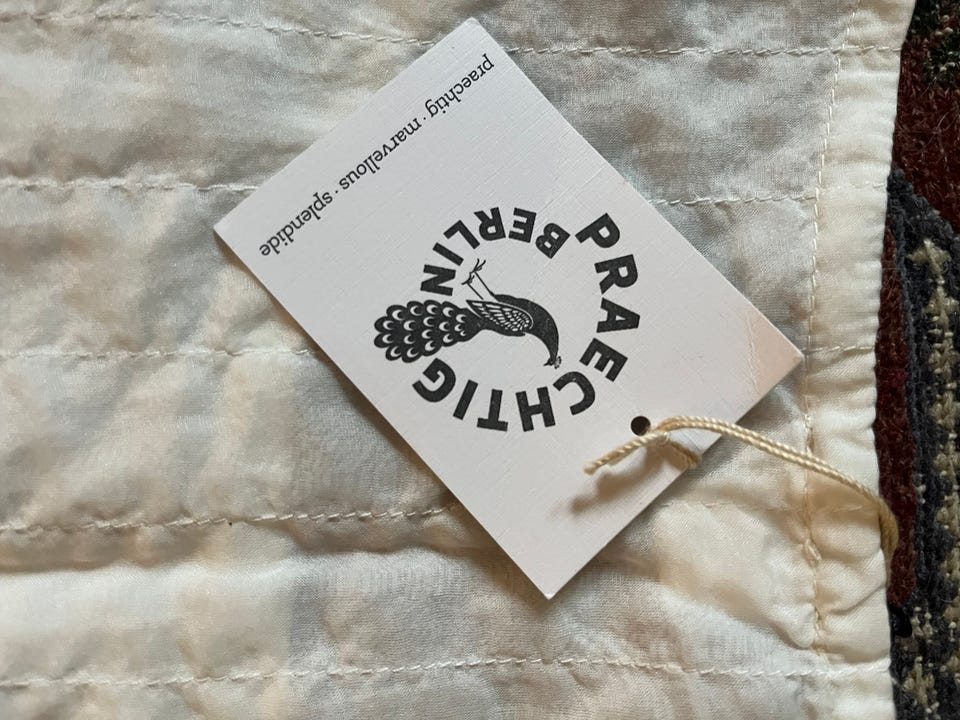 PRAECHTIG
BERLIN
praechtig · marvellous · splendide